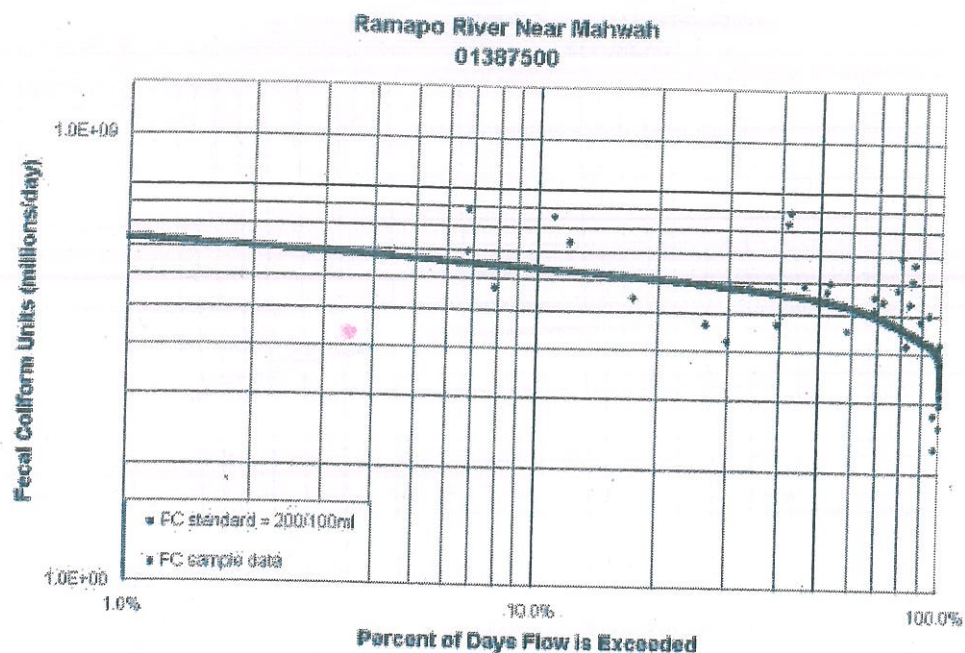 Ramapo River Near Mahwah
01387500
Fecal Coliform Units (millions/day)
1.0E+09
1.0E+00
FC standard = 200/100ml
FC sample data
1.0%
10.0%
100.0%
Percent of Days Flow is Exceeded